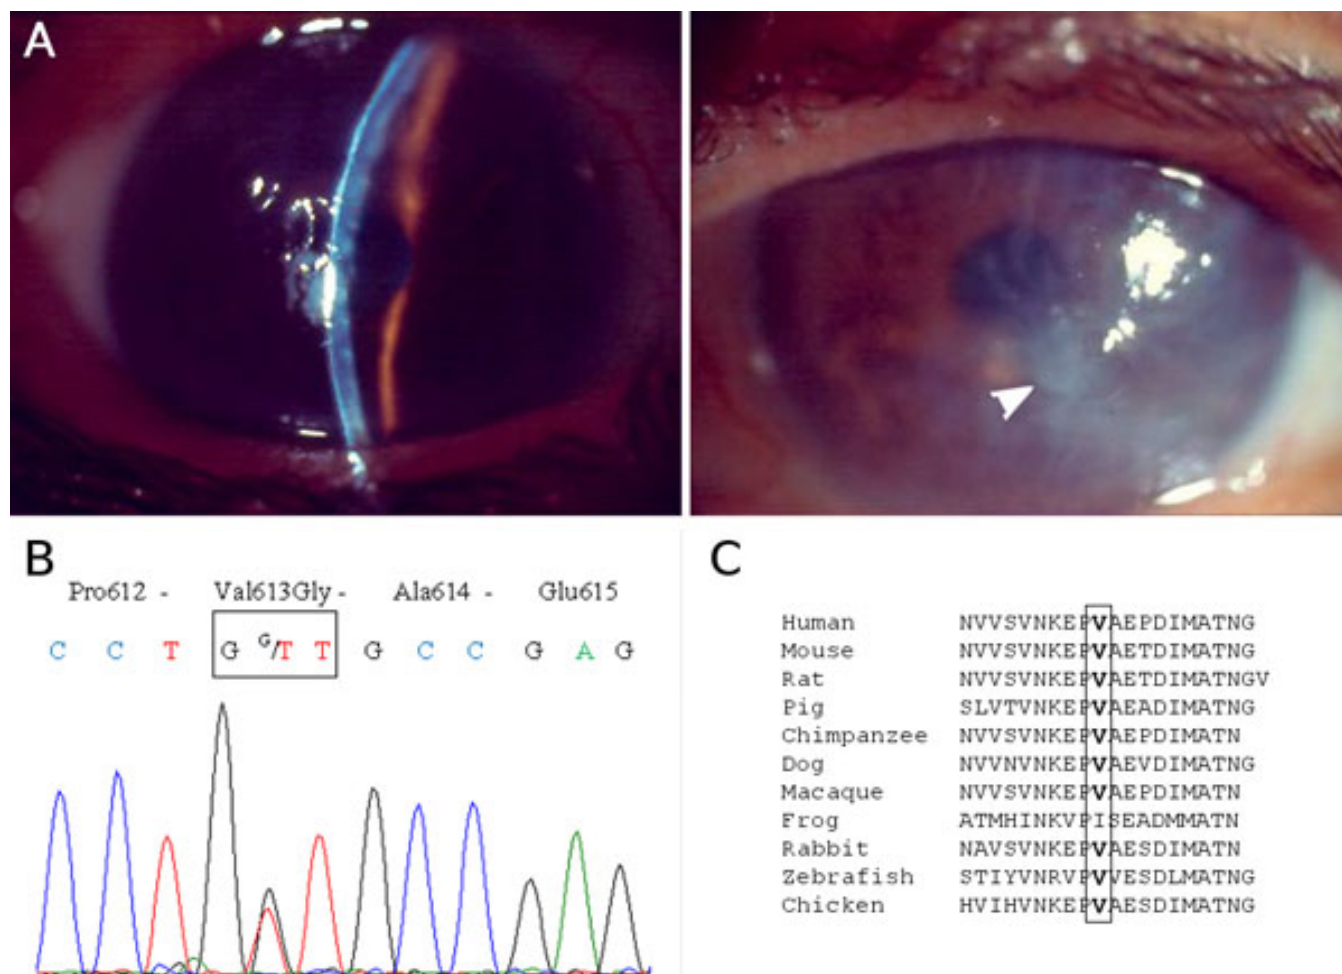 A
B
Pro612 - Val613Gly - Ala614 - Glu615
C C T G G/T T G C C G A G
C
Human NVVSVNKEPVAEPDIMATNG
Mouse NVVSVNKEPVAETDIMATNG
Rat NVVSVNKEPVAETDIMATNGV
Pig SLVTVNKEPVAEADIMATNG
Chimpanzee NVVSVNKEPVAEPDIMATN
Dog NVVNVNKEPVAEVDIMATNG
Macaque NVVSVNKEPVAEPDIMATN
Frog ATMHINKVPISEADMMATN
Rabbit NAVSVNKEPVAESDIMATNG
Zebrafish STIYVNRVPVVESDLMATNG
Chicken HVIHVNKEPVAESDIMATNG